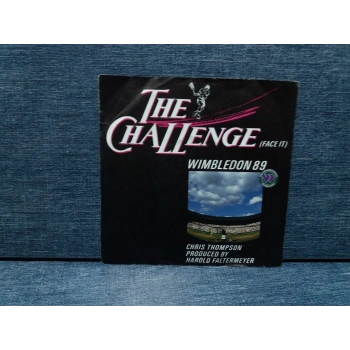 THE
CHALLENGE (FACE IT)
WIMBLEDON 89
CHRIS THOMPSON
PRODUCED BY
HAROLD FALTERMEYER